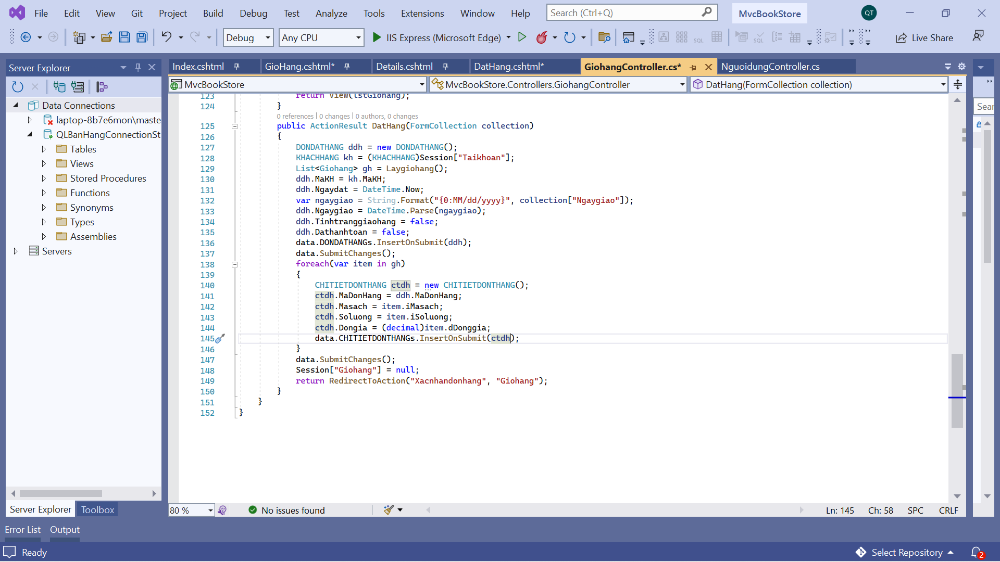 File Edit View Git Project Build Debug Test Analyze Tools Extensions Window Help Search (Ctrl+Q) MvcBookStore QT
Debug Any CPU IIS Express (Microsoft Edge) Live Share
Server Explorer
Index.cshtml GioHang.cshtml* Details.cshtml DatHang.cshtml* GiohangController.cs* NguoidungController.cs
MvcBookStore MvcBookStore.Controllers.GiohangController DatHang(FormCollection collection)
Data Connections
laptop-8b7e6mon\maste
QLBanHangConnectionSt
Tables
Views
Stored Procedures
Functions
Synonyms
Types
Assemblies
Servers
Server Explorer Toolbox
123 return View(lstGiohang);
124 }
0 references | 0 changes | 0 authors, 0 changes
125 public ActionResult DatHang(FormCollection collection)
126 {
127 DONDATHANG ddh = new DONDATHANG();
128 KHACHHANG kh = (KHACHHANG)Session["Taikhoan"];
129 List<Giohang> gh = Laygiohang();
130 ddh.MaKH = kh.MaKH;
131 ddh.Ngaydat = DateTime.Now;
132 var ngaygiao = String.Format("{0:MM/dd/yyyy}", collection["Ngaygiao"]);
133 ddh.Ngaygiao = DateTime.Parse(ngaygiao);
134 ddh.Tinhtranggiaohang = false;
135 ddh.Dathanhtoan = false;
136 data.DONDATHANGs.InsertOnSubmit(ddh);
137 data.SubmitChanges();
138 foreach(var item in gh)
139 {
140 CHITIETDONTHANG ctdh = new CHITIETDONTHANG();
141 ctdh.MaDonHang = ddh.MaDonHang;
142 ctdh.Masach = item.iMasach;
143 ctdh.Soluong = item.iSoluong;
144 ctdh.Dongia = (decimal)item.dDonggia;
145 data.CHITIETDONTHANGs.InsertOnSubmit(ctdh);
146 }
147 data.SubmitChanges();
148 Session["Giohang"] = null;
149 return RedirectToAction("Xacnhandonhang", "Giohang");
150 }
151 }
152 }
Sear
80 % No issues found Ln: 145 Ch: 58 SPC CRLF
Error List Output
Ready Select Repository 2